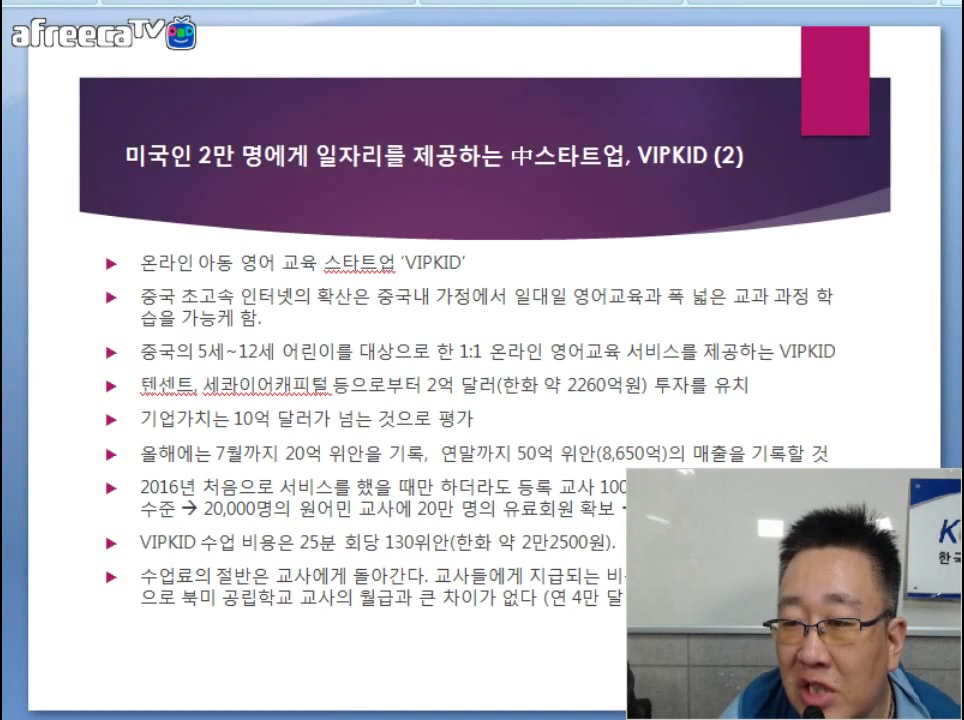 afreecaTV
미국인 2만 명에게 일자리를 제공하는 中스타트업, VIPKID (2)
▶ 온라인 아동 영어 교육 스타트업 'VIPKID'
▶ 중국 초고속 인터넷의 확산은 중국내 가정에서 일대일 영어교육과 폭 넓은 교과 과정 학
습을 가능케 함.
▶ 중국의 5세~12세 어린이를 대상으로 한 1:1 온라인 영어교육 서비스를 제공하는 VIPKID
▶ 텐센트, 세콰이어캐피털 등으로부터 2억 달러(한화 약 2260억원) 투자를 유치
▶ 기업가치는 10억 달러가 넘는 것으로 평가
▶ 올해에는 7월까지 20억 위안을 기록, 연말까지 50억 위안(8,650억)의 매출을 기록할 것
▶ 2016년 처음으로 서비스를 했을 때만 하더라도 등록 교사 100
수준 → 20,000명의 원어민 교사에 20만 명의 유료회원 확보
▶ VIPKID 수업 비용은 25분 회당 130위안(한화 약 2만2500원).
▶ 수업료의 절반은 교사에게 돌아간다. 교사들에게 지급되는
으로 북미 공립학교 교사의 월급과 큰 차이가 없다 (연 4만 달
K
한국